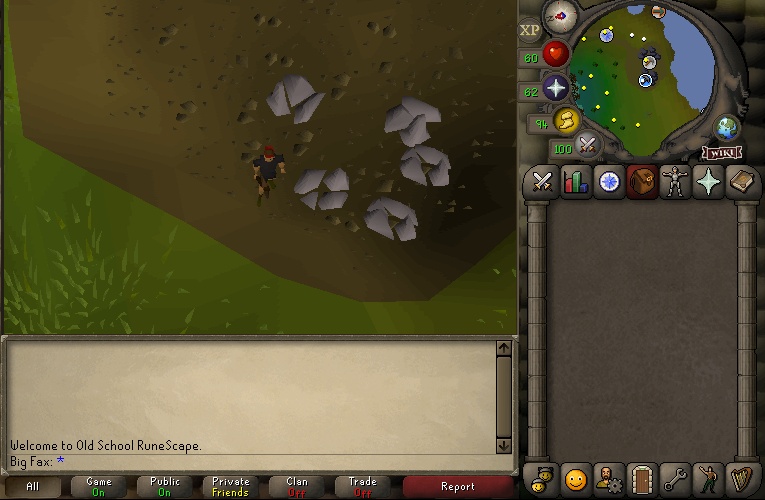 XP
60
62
94
100
WIKI
Welcome to Old School RuneScape.
Big Fax: *
All
Game
On
Public
On
Private
Friends
Clan
Off
Trade
Off
Report